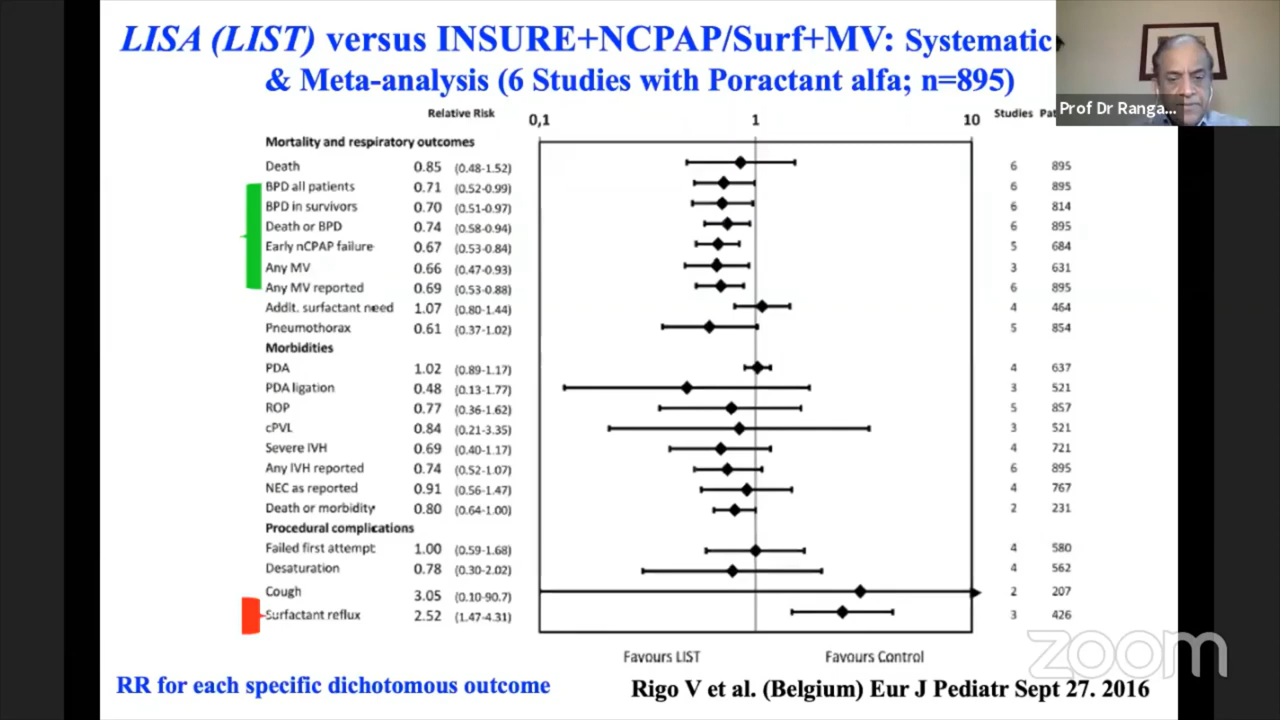 LISA (LIST) versus INSURE+NCPAP/Surf+MV: Systematic
& Meta-analysis (6 Studies with Poractant alfa; n=895)
Prof Dr Ranga...
Relative Risk 0,1 1 10 Studies
Mortality and respiratory outcomes
Death 0.85 (0.48-1.52) 6 895
BPD all patients 0.71 (0.52-0.99) 6 895
BPD in survivors 0.70 (0.51-0.97) 6 814
Death or BPD 0.74 (0.58-0.94) 6 895
Early nCPAP failure 0.67 (0.53-0.84) 5 684
Any MV 0.66 (0.47-0.93) 3 631
Any MV reported 0.69 (0.53-0.88) 6 895
Addit. surfactant need 1.07 (0.80-1.44) 4 464
Pneumothorax 0.61 (0.37-1.02) 5 854
Morbidities
PDA 1.02 (0.89-1.17) 4 637
PDA ligation 0.48 (0.13-1.77) 3 521
ROP 0.77 (0.36-1.62) 5 857
cPVL 0.84 (0.21-3.35) 3 521
Severe IVH 0.69 (0.40-1.17) 4 721
Any IVH reported 0.74 (0.52-1.07) 6 895
NEC as reported 0.91 (0.56-1.47) 4 767
Death or morbidity 0.80 (0.64-1.00) 2 231
Procedural complications
Failed first attempt 1.00 (0.59-1.68) 4 580
Desaturation 0.78 (0.30-2.02) 4 562
Cough 3.05 (0.10-90.7) 2 207
Surfactant reflux 2.52 (1.47-4.31) 3 426
Favours LIST Favours Control
zoom
RR for each specific dichotomous outcome
Rigo V et al. (Belgium) Eur J Pediatr Sept 27. 2016